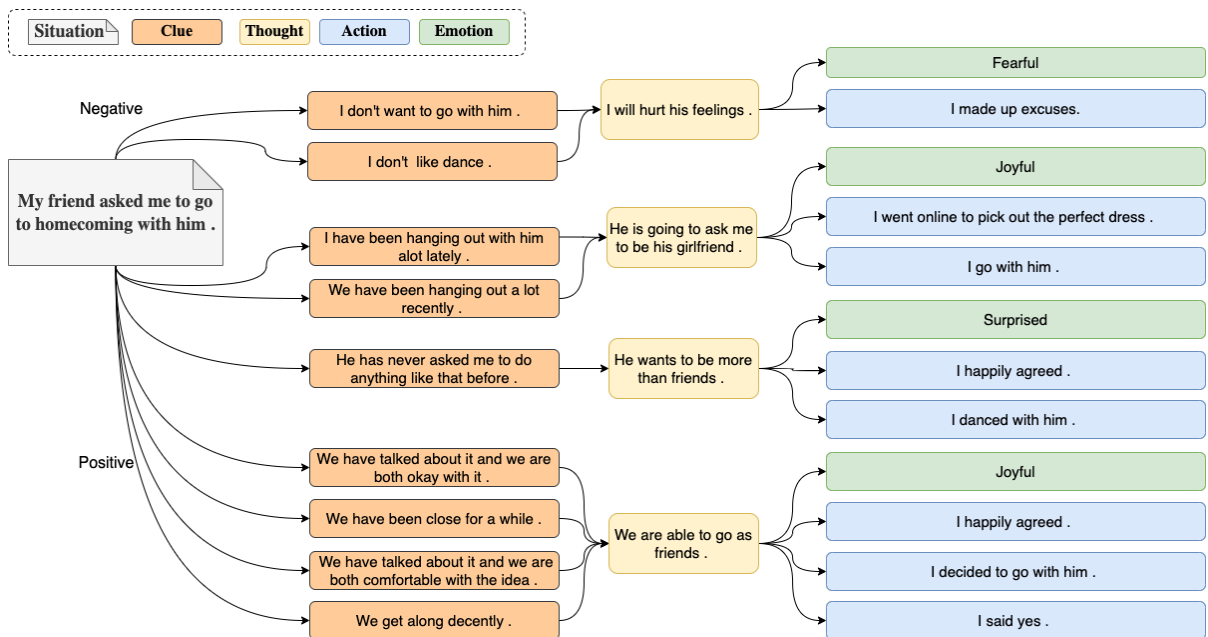 Situation
Clue
Thought
Action
Emotion
Negative
My friend asked me to go
to homecoming with him .
Positive
I don't want to go with him .
I don't like dance .
I will hurt his feelings .
Fearful
I made up excuses.
I have been hanging out with him
alot lately .
We have been hanging out a lot
recently .
He is going to ask me
to be his girlfriend .
Joyful
I went online to pick out the perfect dress .
I go with him .
He has never asked me to do
anything like that before .
He wants to be more
than friends .
Surprised
I happily agreed .
I danced with him .
We have talked about it and we are
both okay with it .
We have been close for a while .
We have talked about it and we are
both comfortable with the idea .
We get along decently .
We are able to go as
friends .
Joyful
I happily agreed .
I decided to go with him .
I said yes .